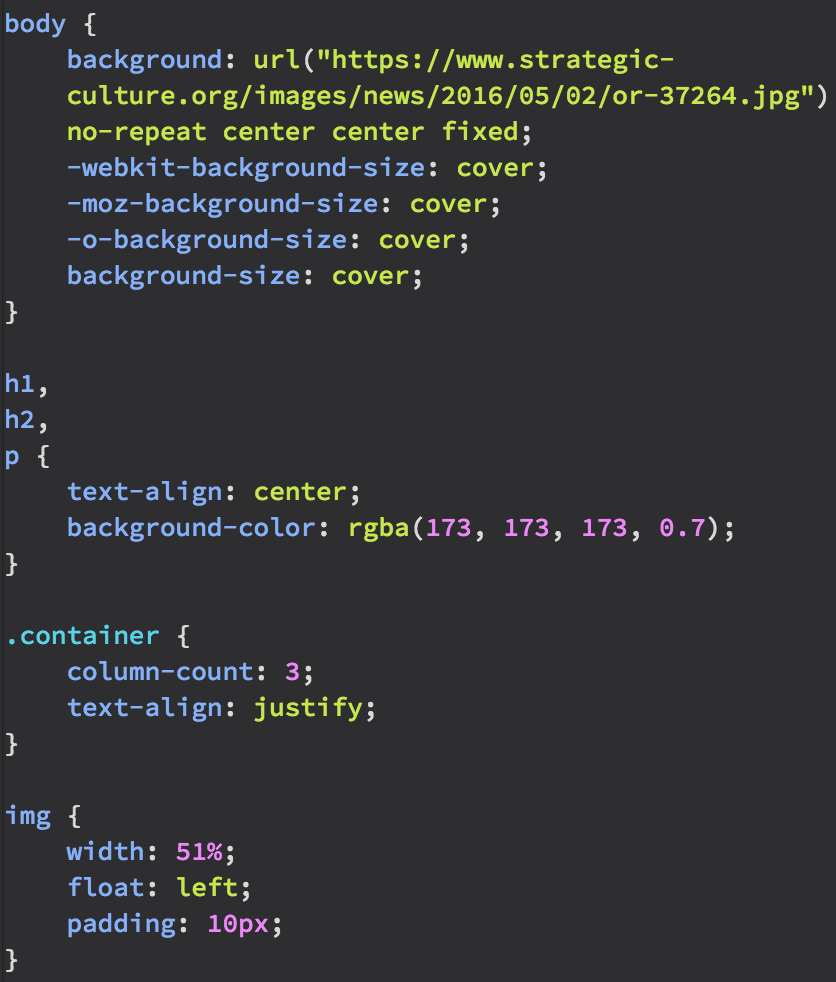 body {
    background: url("https://www.strategic-
    culture.org/images/news/2016/05/02/or-37264.jpg")
    no-repeat center center fixed;
    -webkit-background-size: cover;
    -moz-background-size: cover;
    -o-background-size: cover;
    background-size: cover;
}

h1,
h2,
p {
    text-align: center;
    background-color: rgba(173, 173, 173, 0.7);
}

.container {
    column-count: 3;
    text-align: justify;
}

img {
    width: 51%;
    float: left;
    padding: 10px;
}